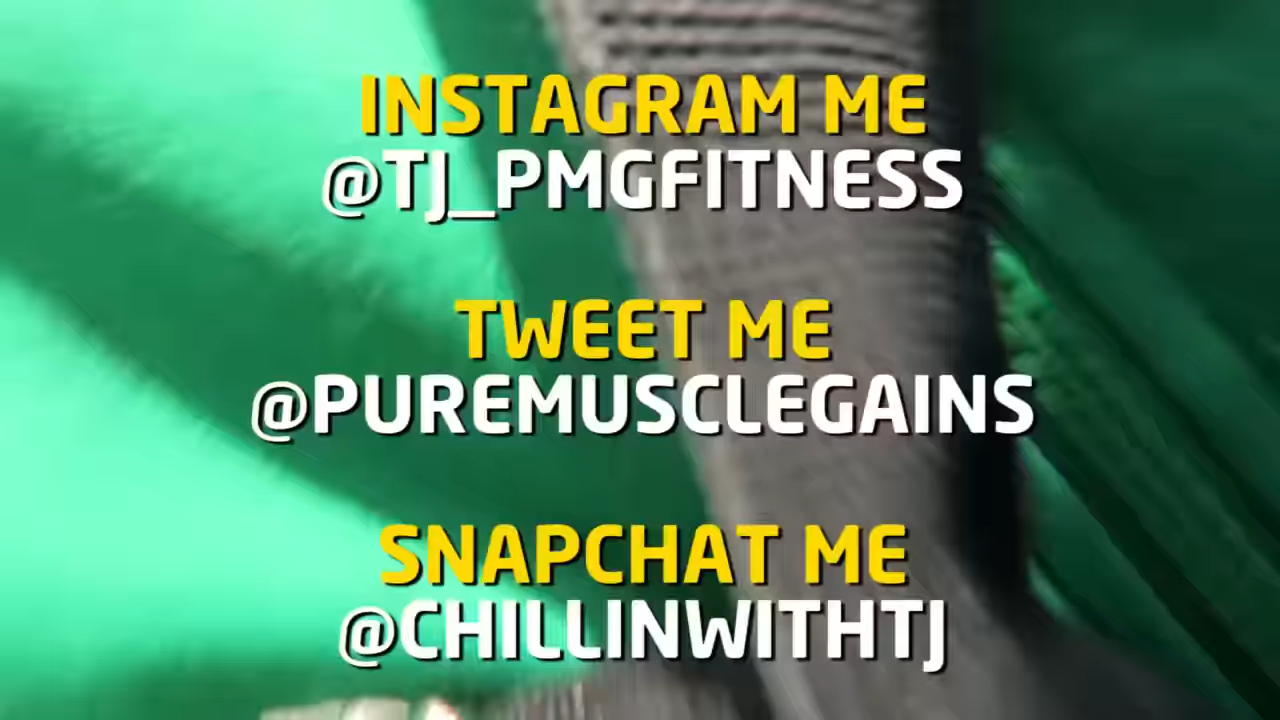 INSTAGRAM ME
@TJ_PMGFITNESS
TWEET ME
@PUREMUSCLEGAINS
SNAPCHAT ME
@CHILLINWITHTJ